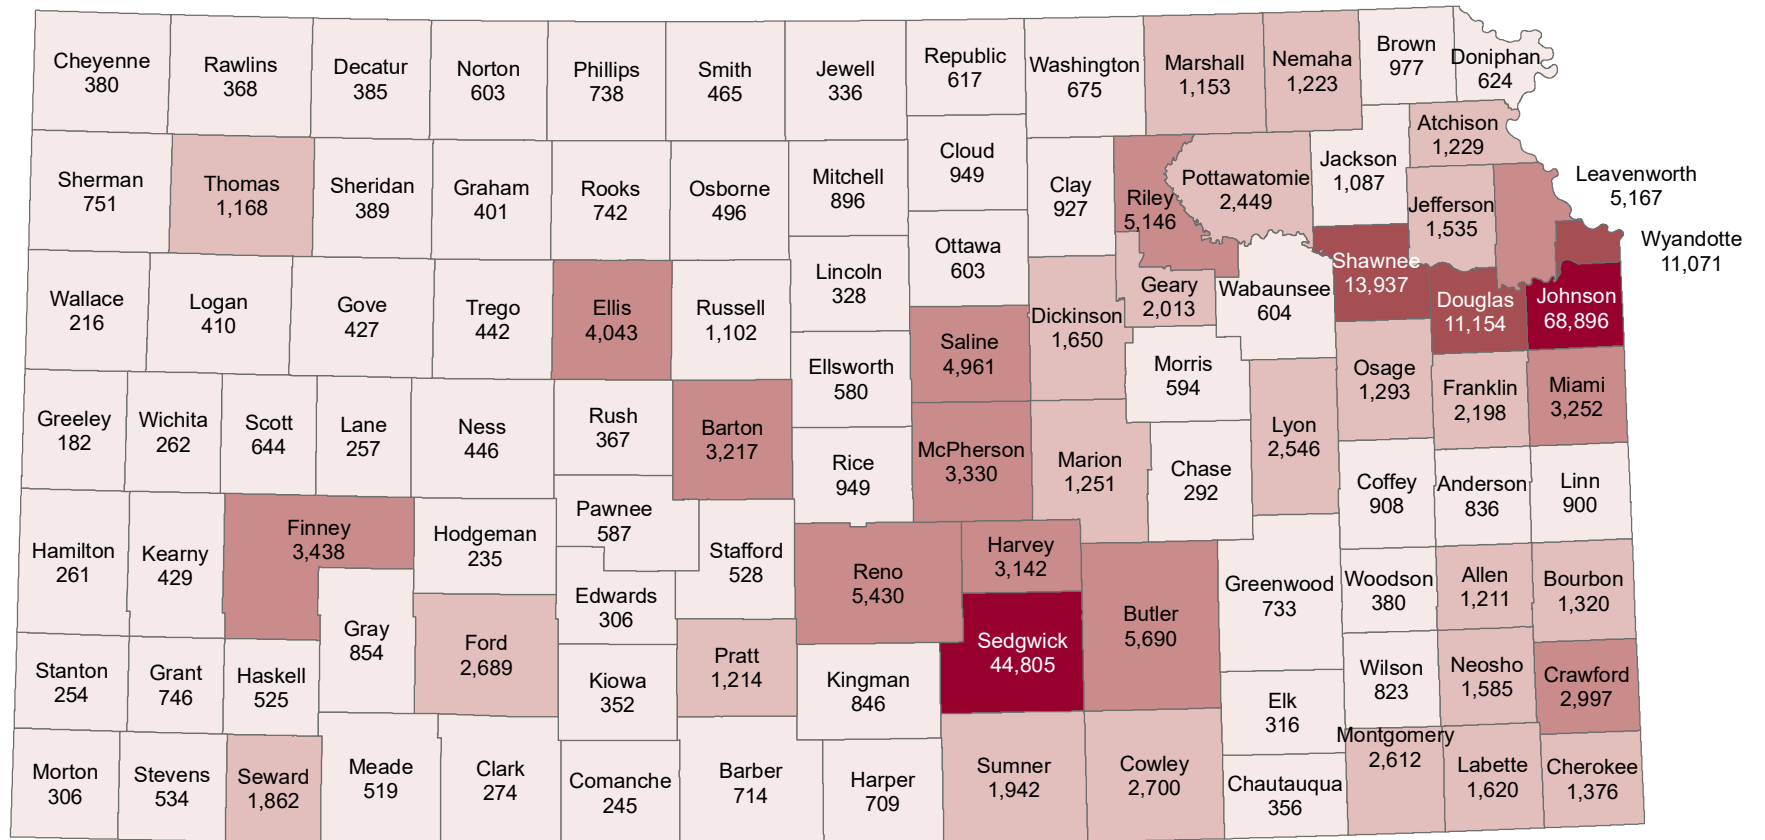 Cheyenne
380
Rawlins
368
Decatur
385
Norton
603
Phillips
738
Smith
465
Jewell
336
Republic
617
Washington
675
Marshall
1,153
Nemaha
1,223
Brown
977
Doniphan
624
Atchison
1,229
Sherman
751
Thomas
1,168
Sheridan
389
Graham
401
Rooks
742
Osborne
496
Mitchell
896
Cloud
949
Clay
927
Riley
5,146
Pottawatomie
2,449
Jackson
1,087
Jefferson
1,535
Leavenworth
5,167
Wyandotte
11,071
Wallace
216
Logan
410
Gove
427
Trego
442
Ellis
4,043
Russell
1,102
Lincoln
328
Ottawa
603
Saline
4,961
Dickinson
1,650
Geary
2,013
Wabaunsee
604
Shawnee
13,937
Douglas
11,154
Johnson
68,896
Ellsworth
580
Morris
594
Osage
1,293
Franklin
2,198
Miami
3,252
Greeley
182
Wichita
262
Scott
644
Lane
257
Ness
446
Rush
367
Barton
3,217
Rice
949
McPherson
3,330
Marion
1,251
Chase
292
Lyon
2,546
Coffey
908
Anderson
836
Linn
900
Hamilton
261
Kearny
429
Finney
3,438
Hodgeman
235
Pawnee
587
Stafford
528
Edwards
306
Reno
5,430
Harvey
3,142
Butler
5,690
Greenwood
733
Woodson
380
Allen
1,211
Bourbon
1,320
Gray
854
Ford
2,689
Kiowa
352
Pratt
1,214
Kingman
846
Sedgwick
44,805
Elk
316
Wilson
823
Neosho
1,585
Crawford
2,997
Stanton
254
Grant
746
Haskell
525
Morton
306
Stevens
534
Seward
1,862
Meade
519
Clark
274
Comanche
245
Barber
714
Harper
709
Sumner
1,942
Cowley
2,700
Chautauqua
356
Montgomery
2,612
Labette
1,620
Cherokee
1,376